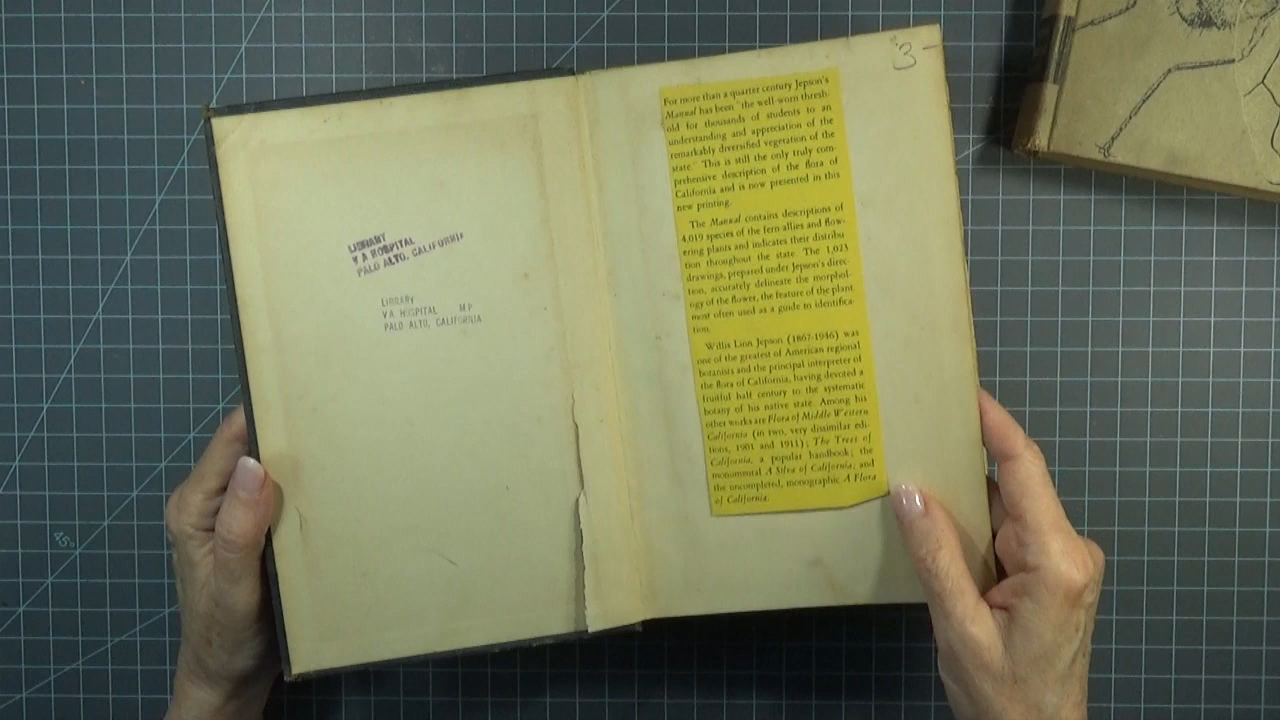 LIBRARY
V A HOSPITAL
PALO ALTO, CALIFORNIA
LIBRARY
VA HOSPITAL MP
PALO ALTO, CALIFORNIA
3-
For more than a quarter century Jepson's
Manual has been "the well-worn thresh-
old for thousands of students to an
understanding and appreciation of the
remarkably diversified vegetation of the
state." This is still the only truly com-
prehensive description of the flora of
California and is now presented in this
new printing.
The Manual contains descriptions of
4,019 species of the fern-allies and flow-
ering plants and indicates their distribu-
tion throughout the state. The 1,023
drawings, prepared under Jepson's direc-
tion, accurately delineate the morphol-
ogy of the flower, the feature of the plant
most often used as a guide to identifica-
tion.
Willis Linn Jepson (1867-1946) was
one of the greatest of American regional
botanists and the principal interpreter of
the flora of California, having devoted a
fruitful half century to the systematic
botany of his native state. Among his
other works are Flora of Middle Western
California (in two, very dissimilar edi-
tions, 1901 and 1911); The Trees of
California, a popular handbook; the
monumental A Silva of California; and
the uncompleted, monographic A Flora
of California.
45°